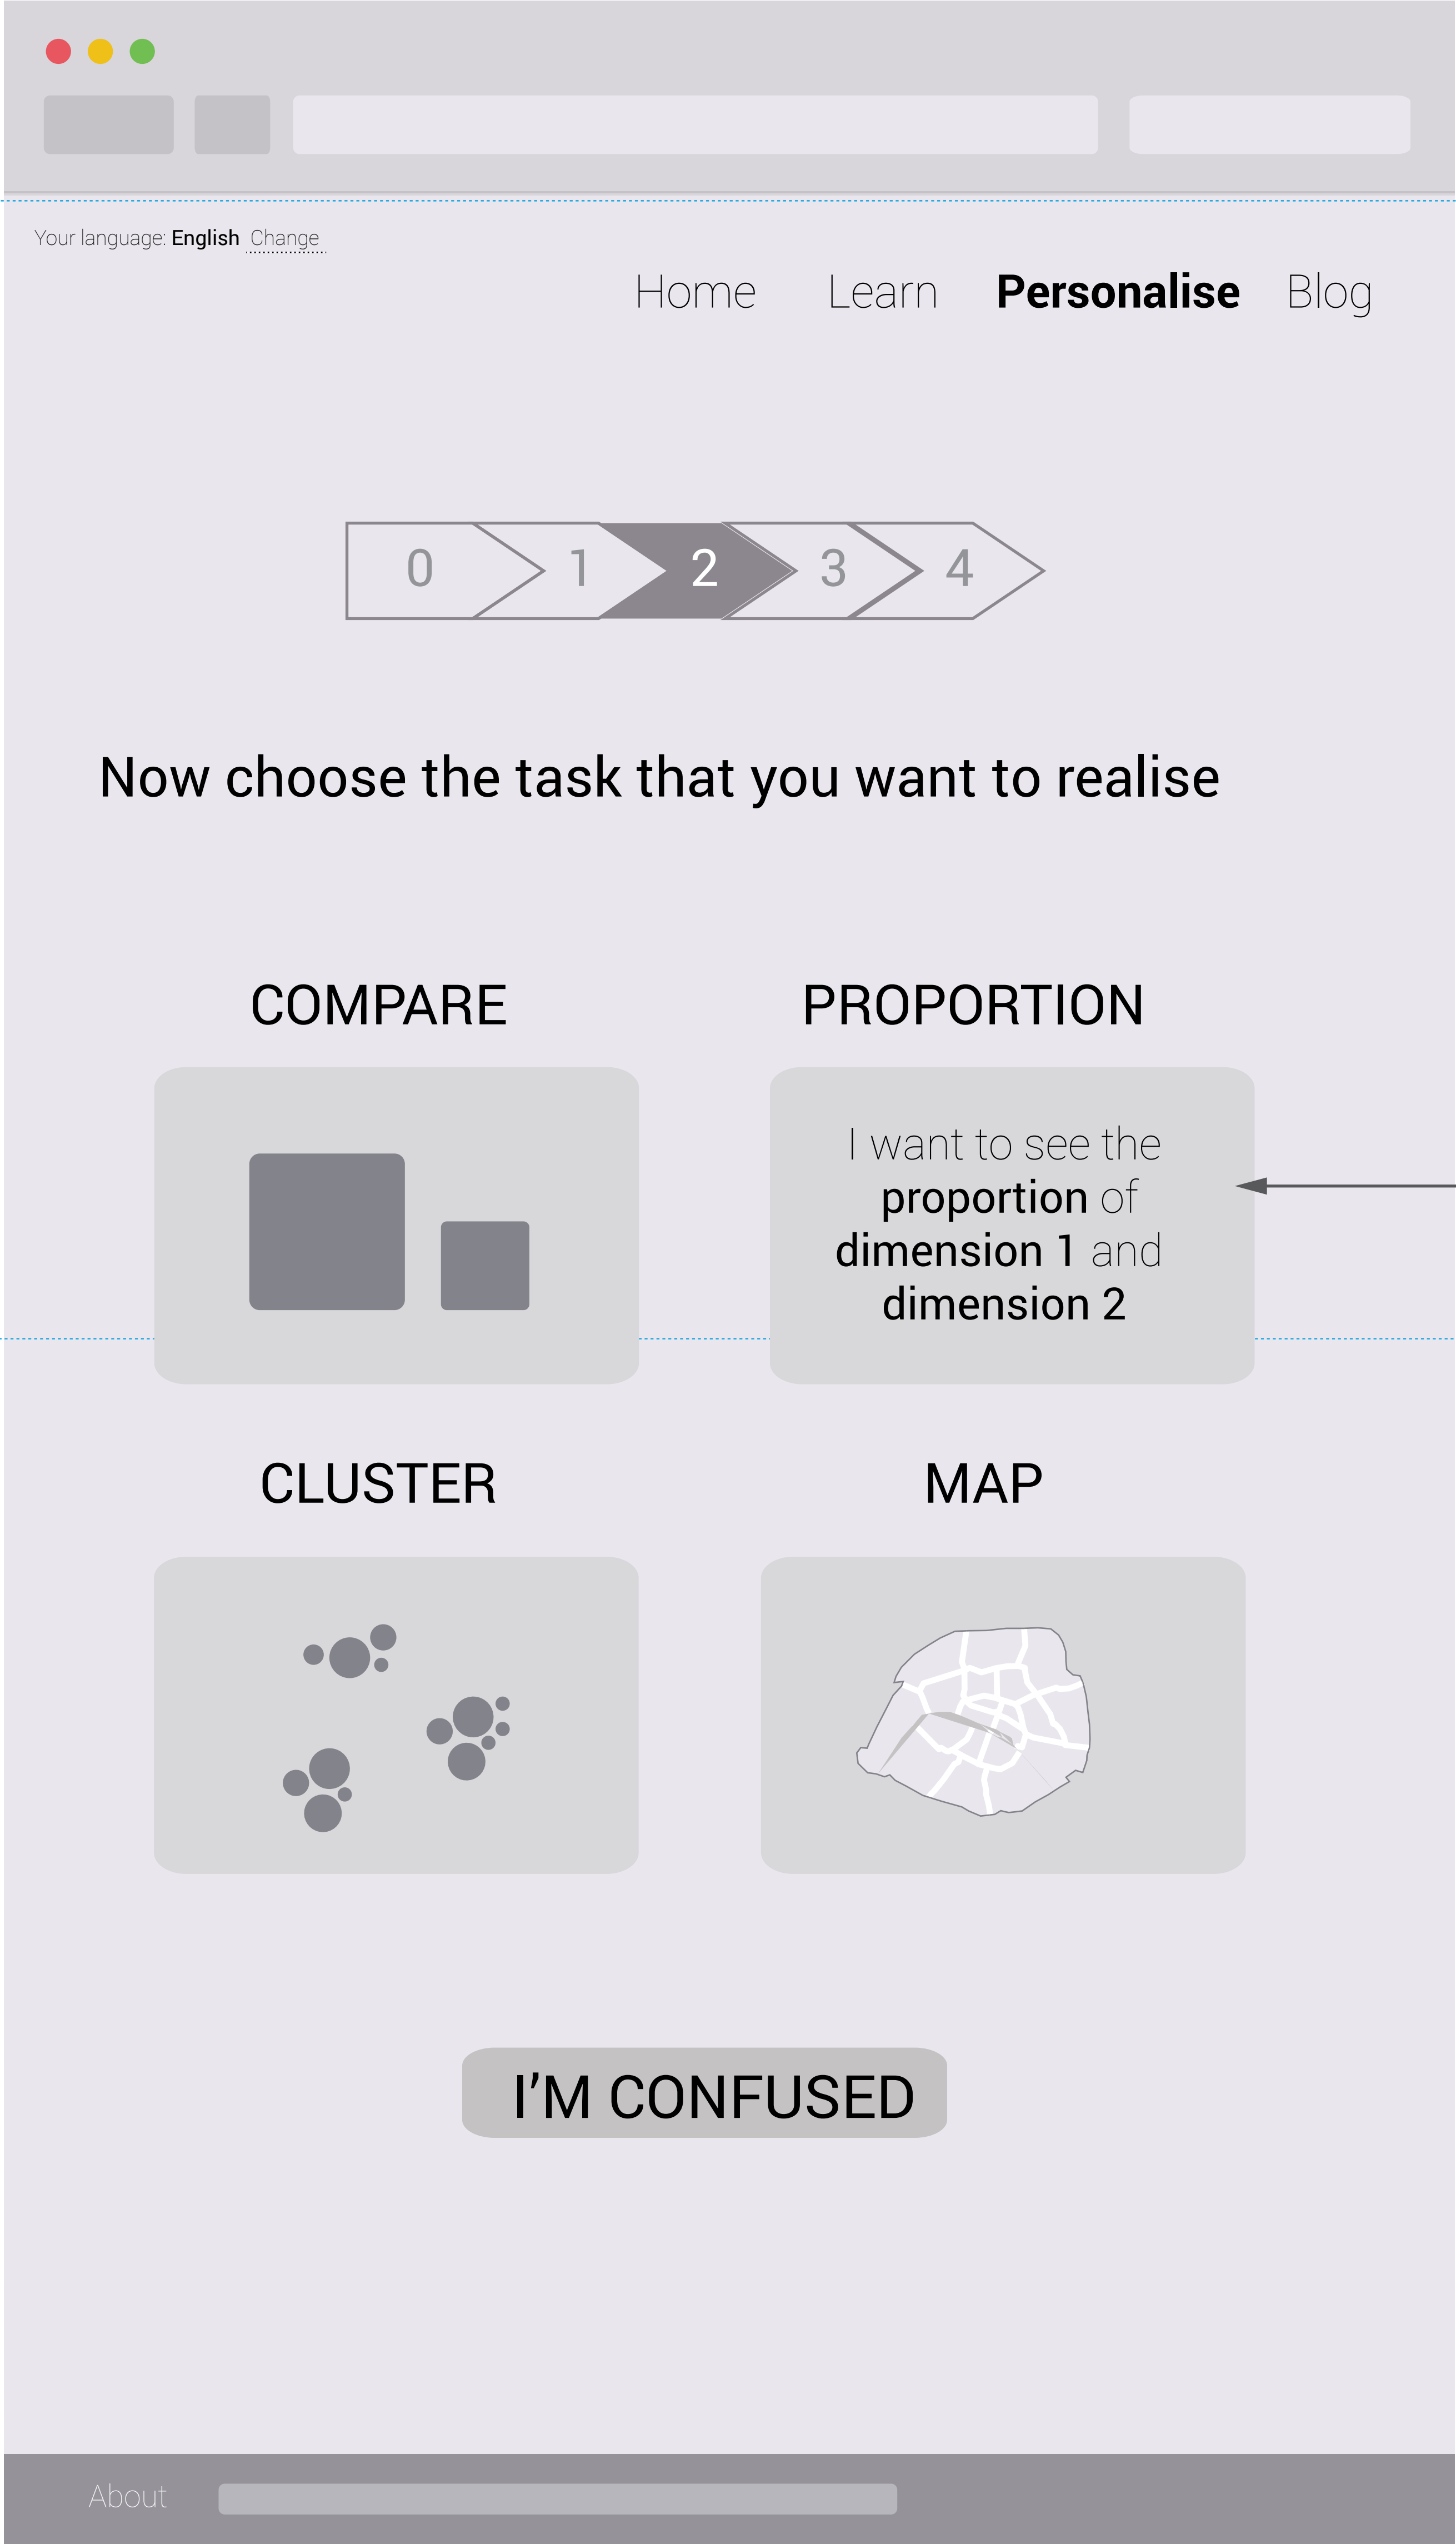 Your language: English Change
Home Learn Personalise Blog
0 1 2 3 4
Now choose the task that you want to realise
COMPARE
PROPORTION
I want to see the
proportion of
dimension 1 and
dimension 2
CLUSTER
MAP
I’M CONFUSED
About